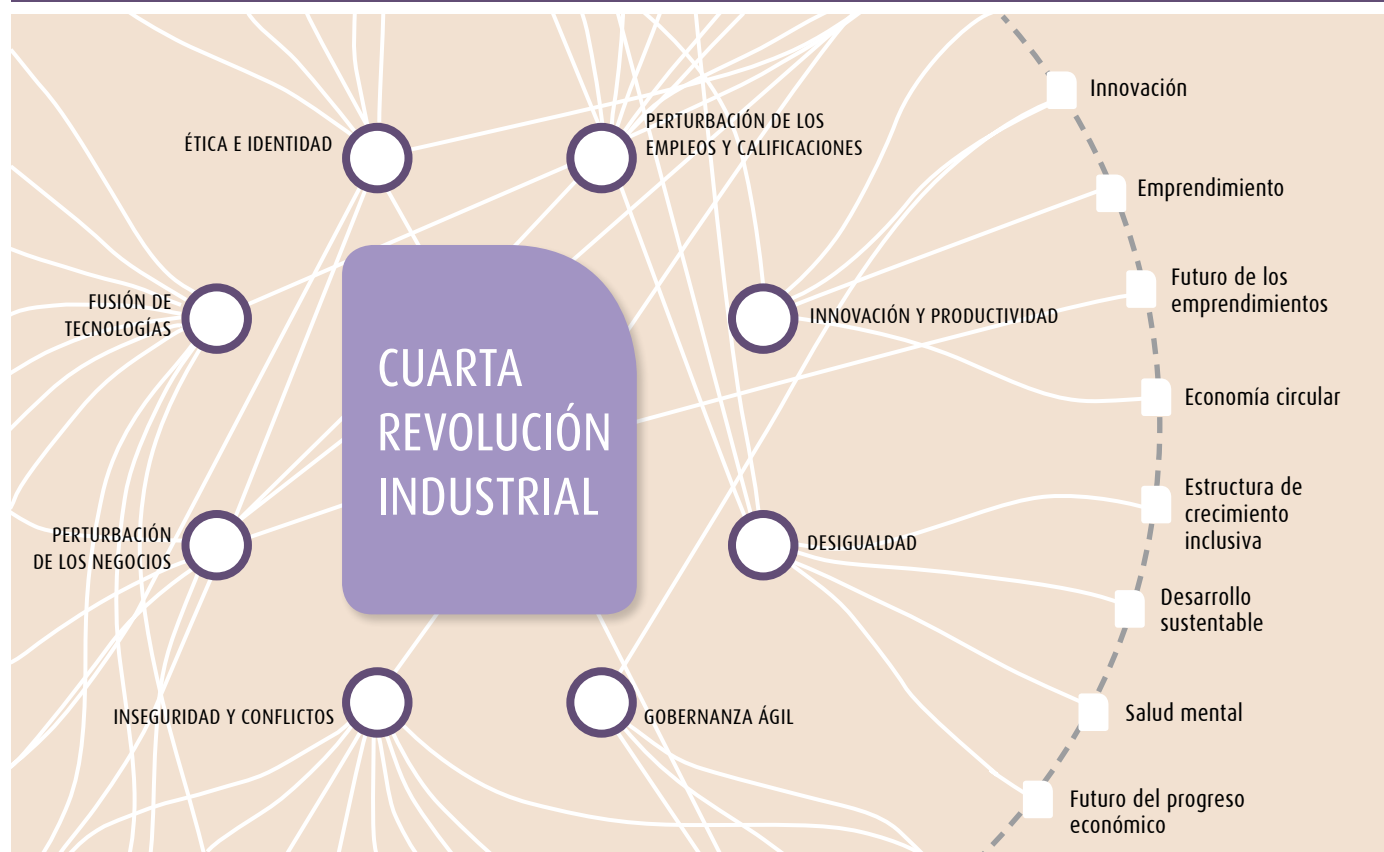 ÉTICA E IDENTIDAD
PERTURBACIÓN DE LOS
EMPLEOS Y CALIFICACIONES
FUSIÓN DE
TECNOLOGÍAS
INNOVACIÓN Y PRODUCTIVIDAD
CUARTA
REVOLUCIÓN
INDUSTRIAL
PERTURBACIÓN
DE LOS NEGOCIOS
DESIGUALDAD
INSEGURIDAD Y CONFLICTOS
GOBERNANZA ÁGIL
Innovación
Emprendimiento
Futuro de los
emprendimientos
Economía circular
Estructura de
crecimiento
inclusiva
Desarrollo
sustentable
Salud mental
Futuro del progreso
económico